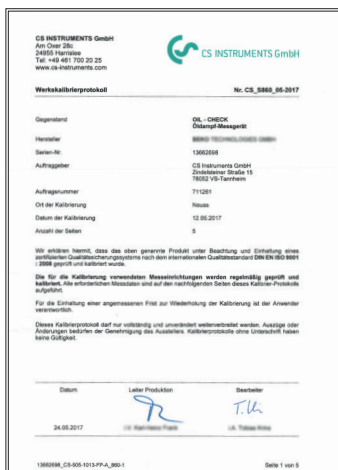 CS INSTRUMENTS GmbH
Am Oxer 28c
24955 Harrislee
Tel: +49 461 700 20 25
www.cs-instruments.com
CS INSTRUMENTS GmbH
Werkskalibrierprotokoll Nr. CS_S860_06-2017
Gegenstand OIL - CHECK
Öldampf-Messgerät
Hersteller
Serien-Nr. 13662698
Auftraggeber CS Instruments GmbH
Zindelsteiner Straße 15
78052 VS-Tannheim
Auftragsnummer 711261
Ort der Kalibrierung Neuss
Datum der Kalibrierung 12.05.2017
Anzahl der Seiten 5
Wir erklären hiermit, dass das oben genannte Produkt unter Beachtung und Einhaltung eines
zertifizierten Qualitätssicherungssystems nach dem internationalen Qualitätsstandard DIN EN ISO 9001
: 2008 geprüft und kalibriert wurde.
Die für die Kalibrierung verwendeten Messeinrichtungen werden regelmäßig geprüft und
kalibriert. Alle erforderlichen Messdaten sind auf den nachfolgenden Seiten dieses Kalibrier-Protokolls
aufgeführt.
Für die Einhaltung einer angemessenen Frist zur Wiederholung der Kalibrierung ist der Anwender
verantwortlich.
Dieses Kalibrierprotokoll darf nur vollständig und unverändert weiterverbreitet werden. Auszüge oder
Änderungen bedürfen der Genehmigung des Ausstellers. Kalibrierprotokolle ohne Unterschrift haben
keine Gültigkeit.
Datum Leiter Produktion Bearbeiter
24.05.2017
13662698_CS-505-1013-FP-A_860-1 Seite 1 von 5